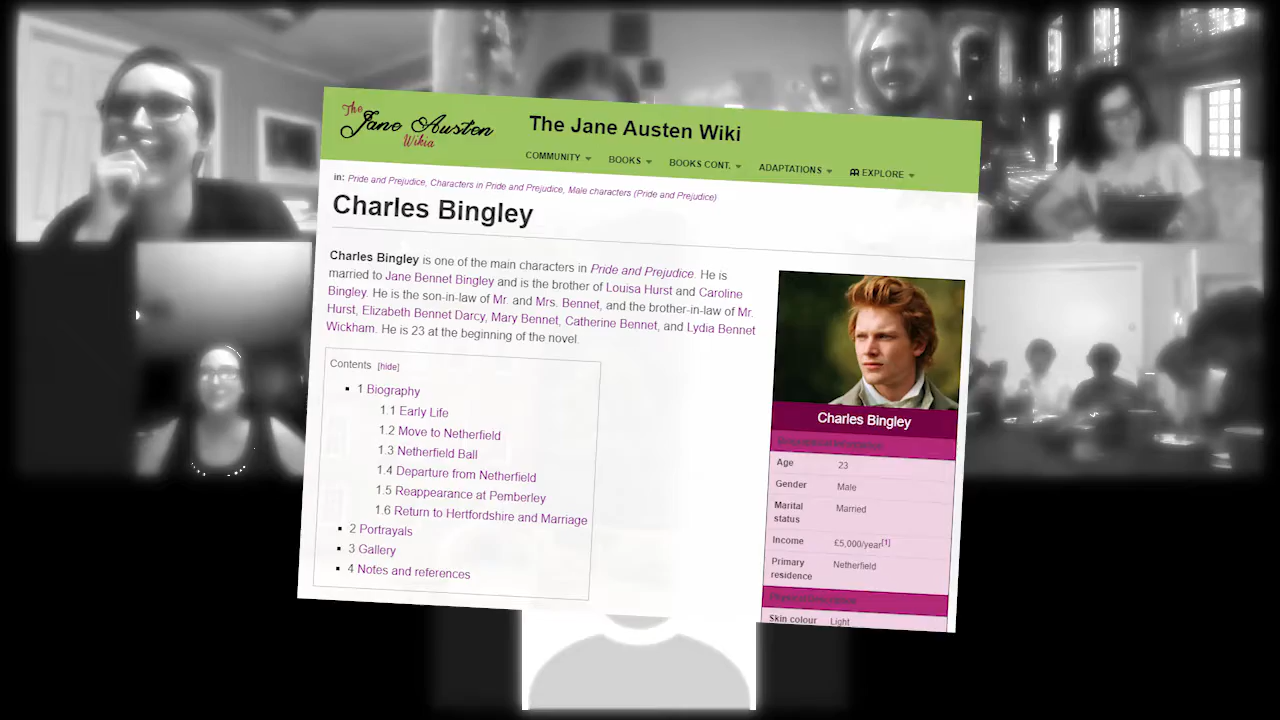 The
Jane Austen
Wikia
The Jane Austen Wiki
COMMUNITY BOOKS BOOKS CONT. ADAPTATIONS EXPLORE
in: Pride and Prejudice, Characters in Pride and Prejudice, Male characters (Pride and Prejudice)
Charles Bingley
Charles Bingley is one of the main characters in Pride and Prejudice. He is
married to Jane Bennet Bingley and is the brother of Louisa Hurst and Caroline
Bingley. He is the son-in-law of Mr. and Mrs. Bennet, and the brother-in-law of Mr.
Hurst, Elizabeth Bennet Darcy, Mary Bennet, Catherine Bennet, and Lydia Bennet
Wickham. He is 23 at the beginning of the novel.
Contents [hide]
1 Biography
1.1 Early Life
1.2 Move to Netherfield
1.3 Netherfield Ball
1.4 Departure from Netherfield
1.5 Reappearance at Pemberley
1.6 Return to Hertfordshire and Marriage
2 Portrayals
3 Gallery
4 Notes and references
Charles Bingley
Biographical Information
Age 23
Gender Male
Marital
status Married
Income £5,000/year[1]
Primary
residence Netherfield
Physical Description
Skin colour Light